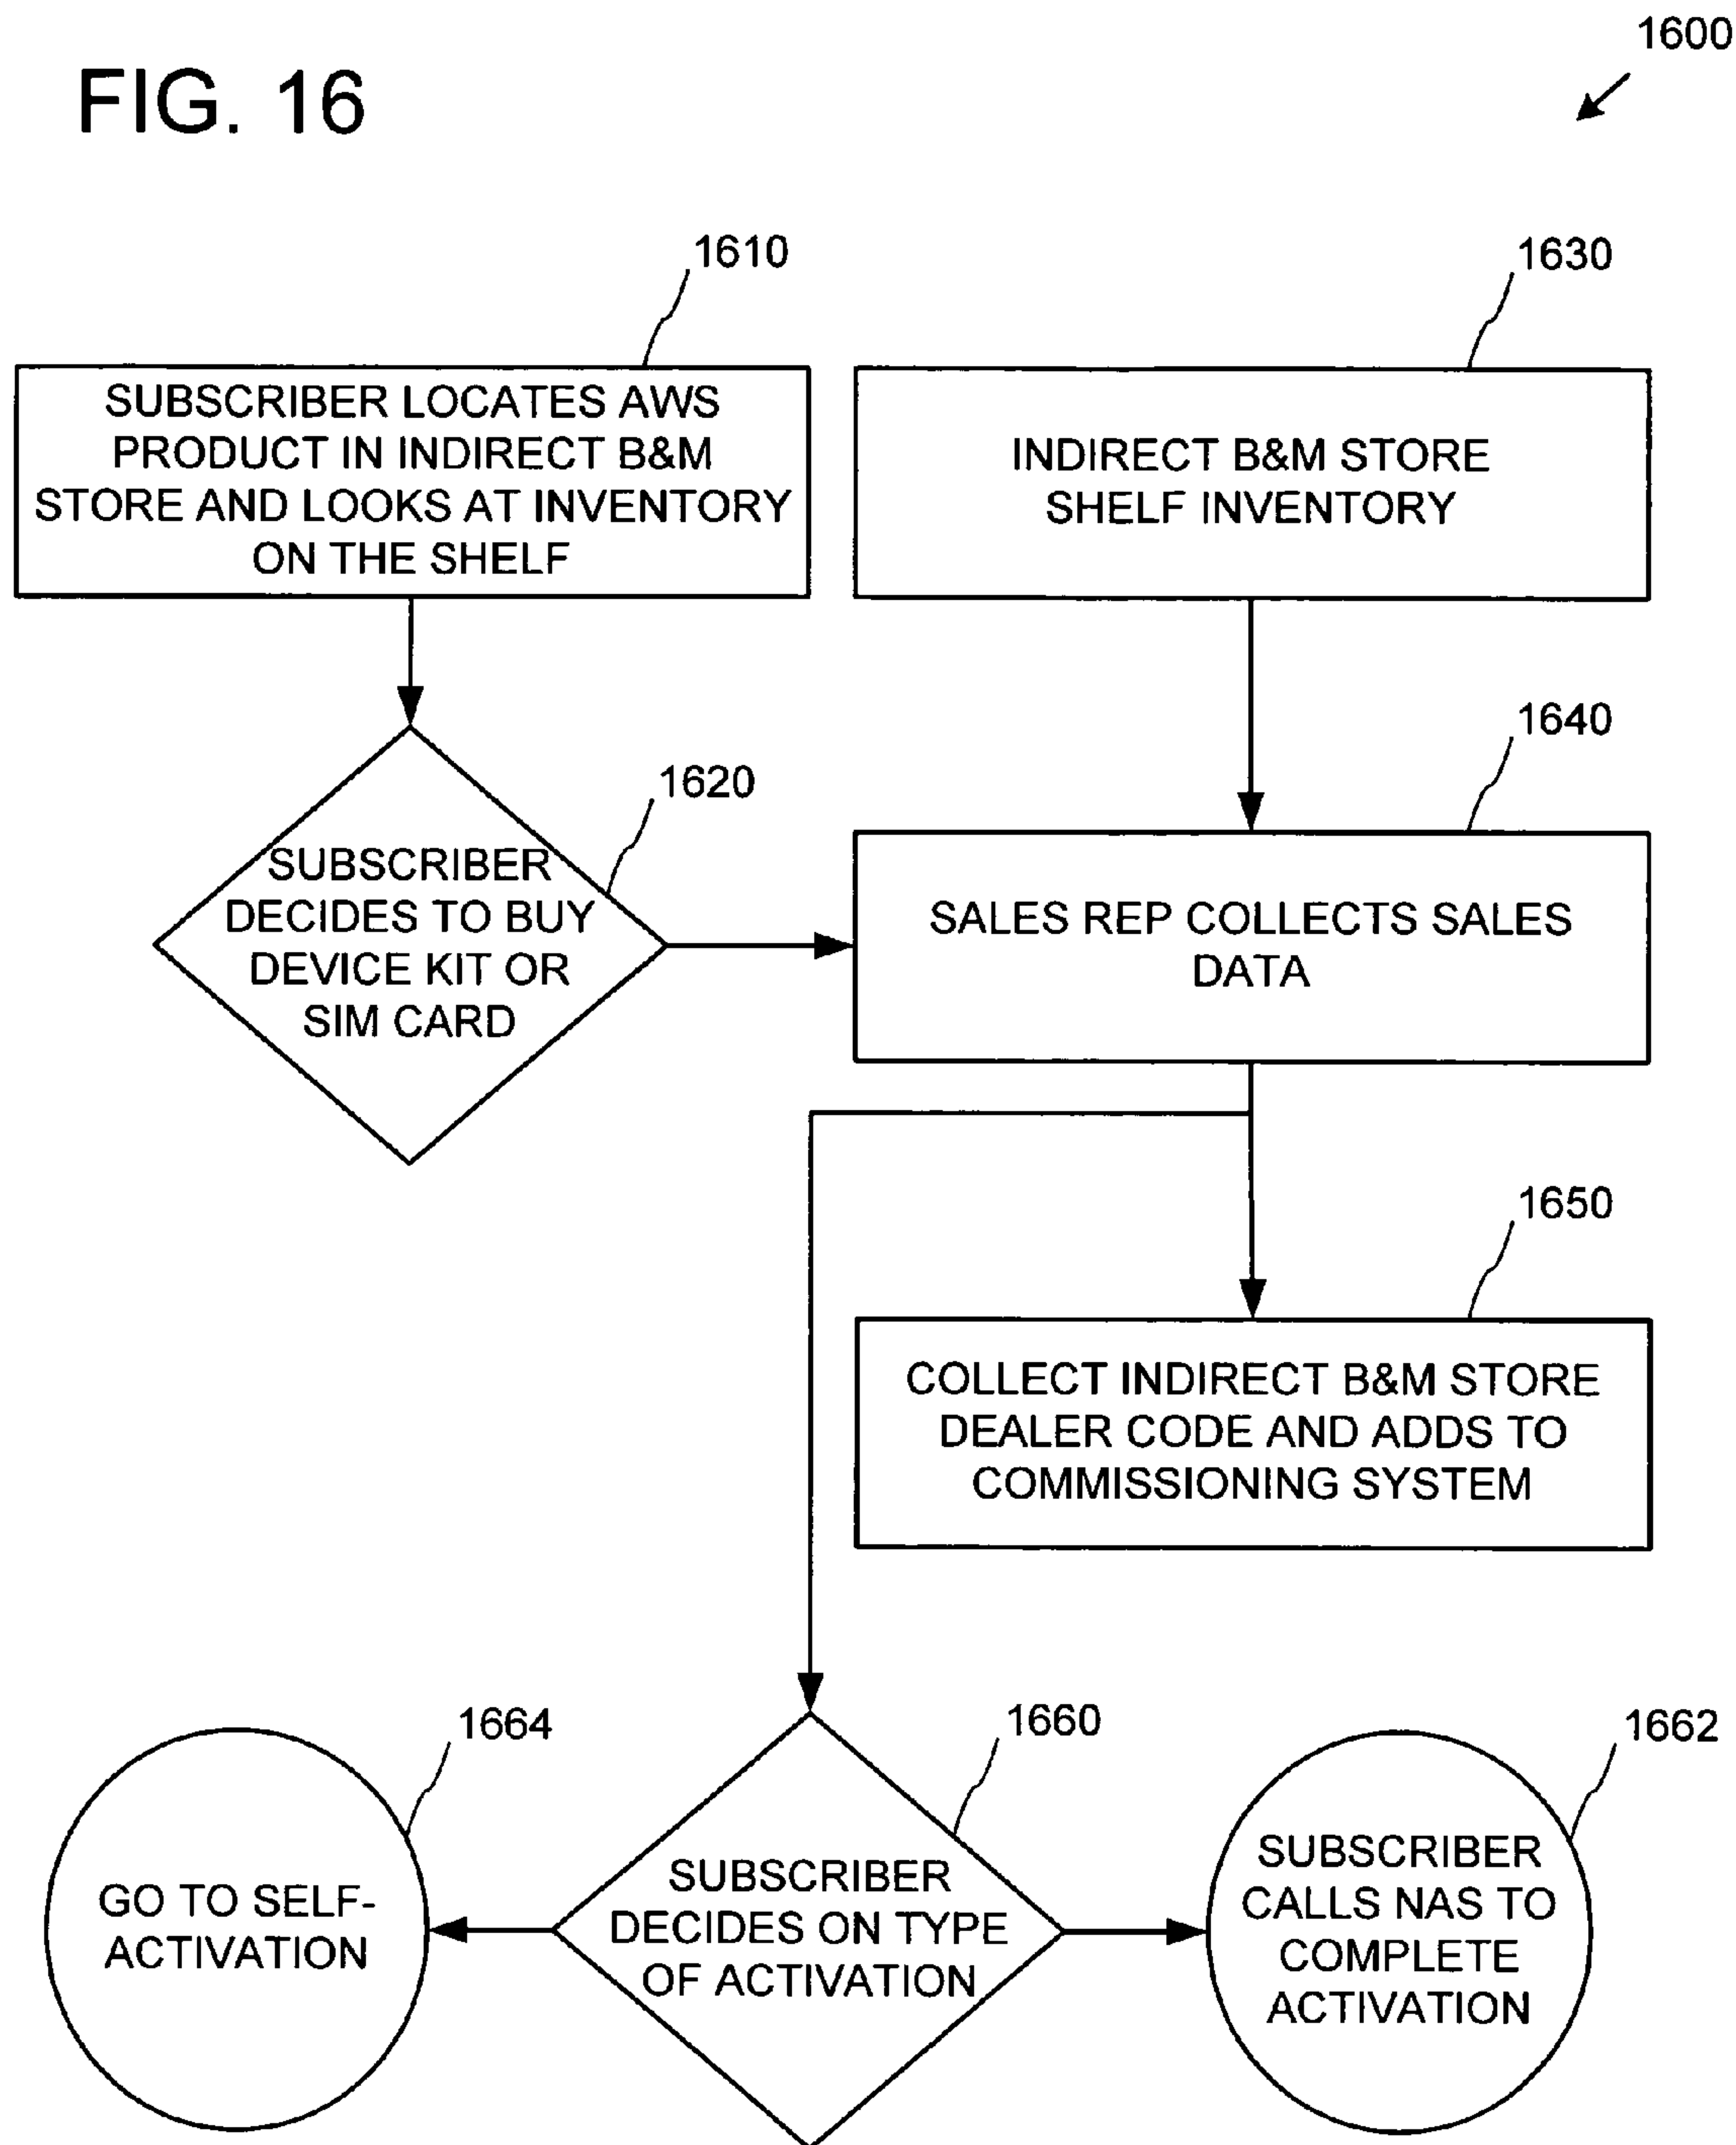 1600
FIG. 16
1610
1630
SUBSCRIBER LOCATES AWS
PRODUCT IN INDIRECT B&M
STORE AND LOOKS AT INVENTORY
ON THE SHELF
INDIRECT B&M STORE
SHELF INVENTORY
1620
1640
SUBSCRIBER
DECIDES TO BUY
DEVICE KIT OR
SIM CARD
SALES REP COLLECTS SALES
DATA
1650
COLLECT INDIRECT B&M STORE
DEALER CODE AND ADDS TO
COMMISSIONING SYSTEM
1664
1660
1662
GO TO SELF-
ACTIVATION
SUBSCRIBER
DECIDES ON TYPE
OF ACTIVATION
SUBSCRIBER
CALLS NAS TO
COMPLETE
ACTIVATION